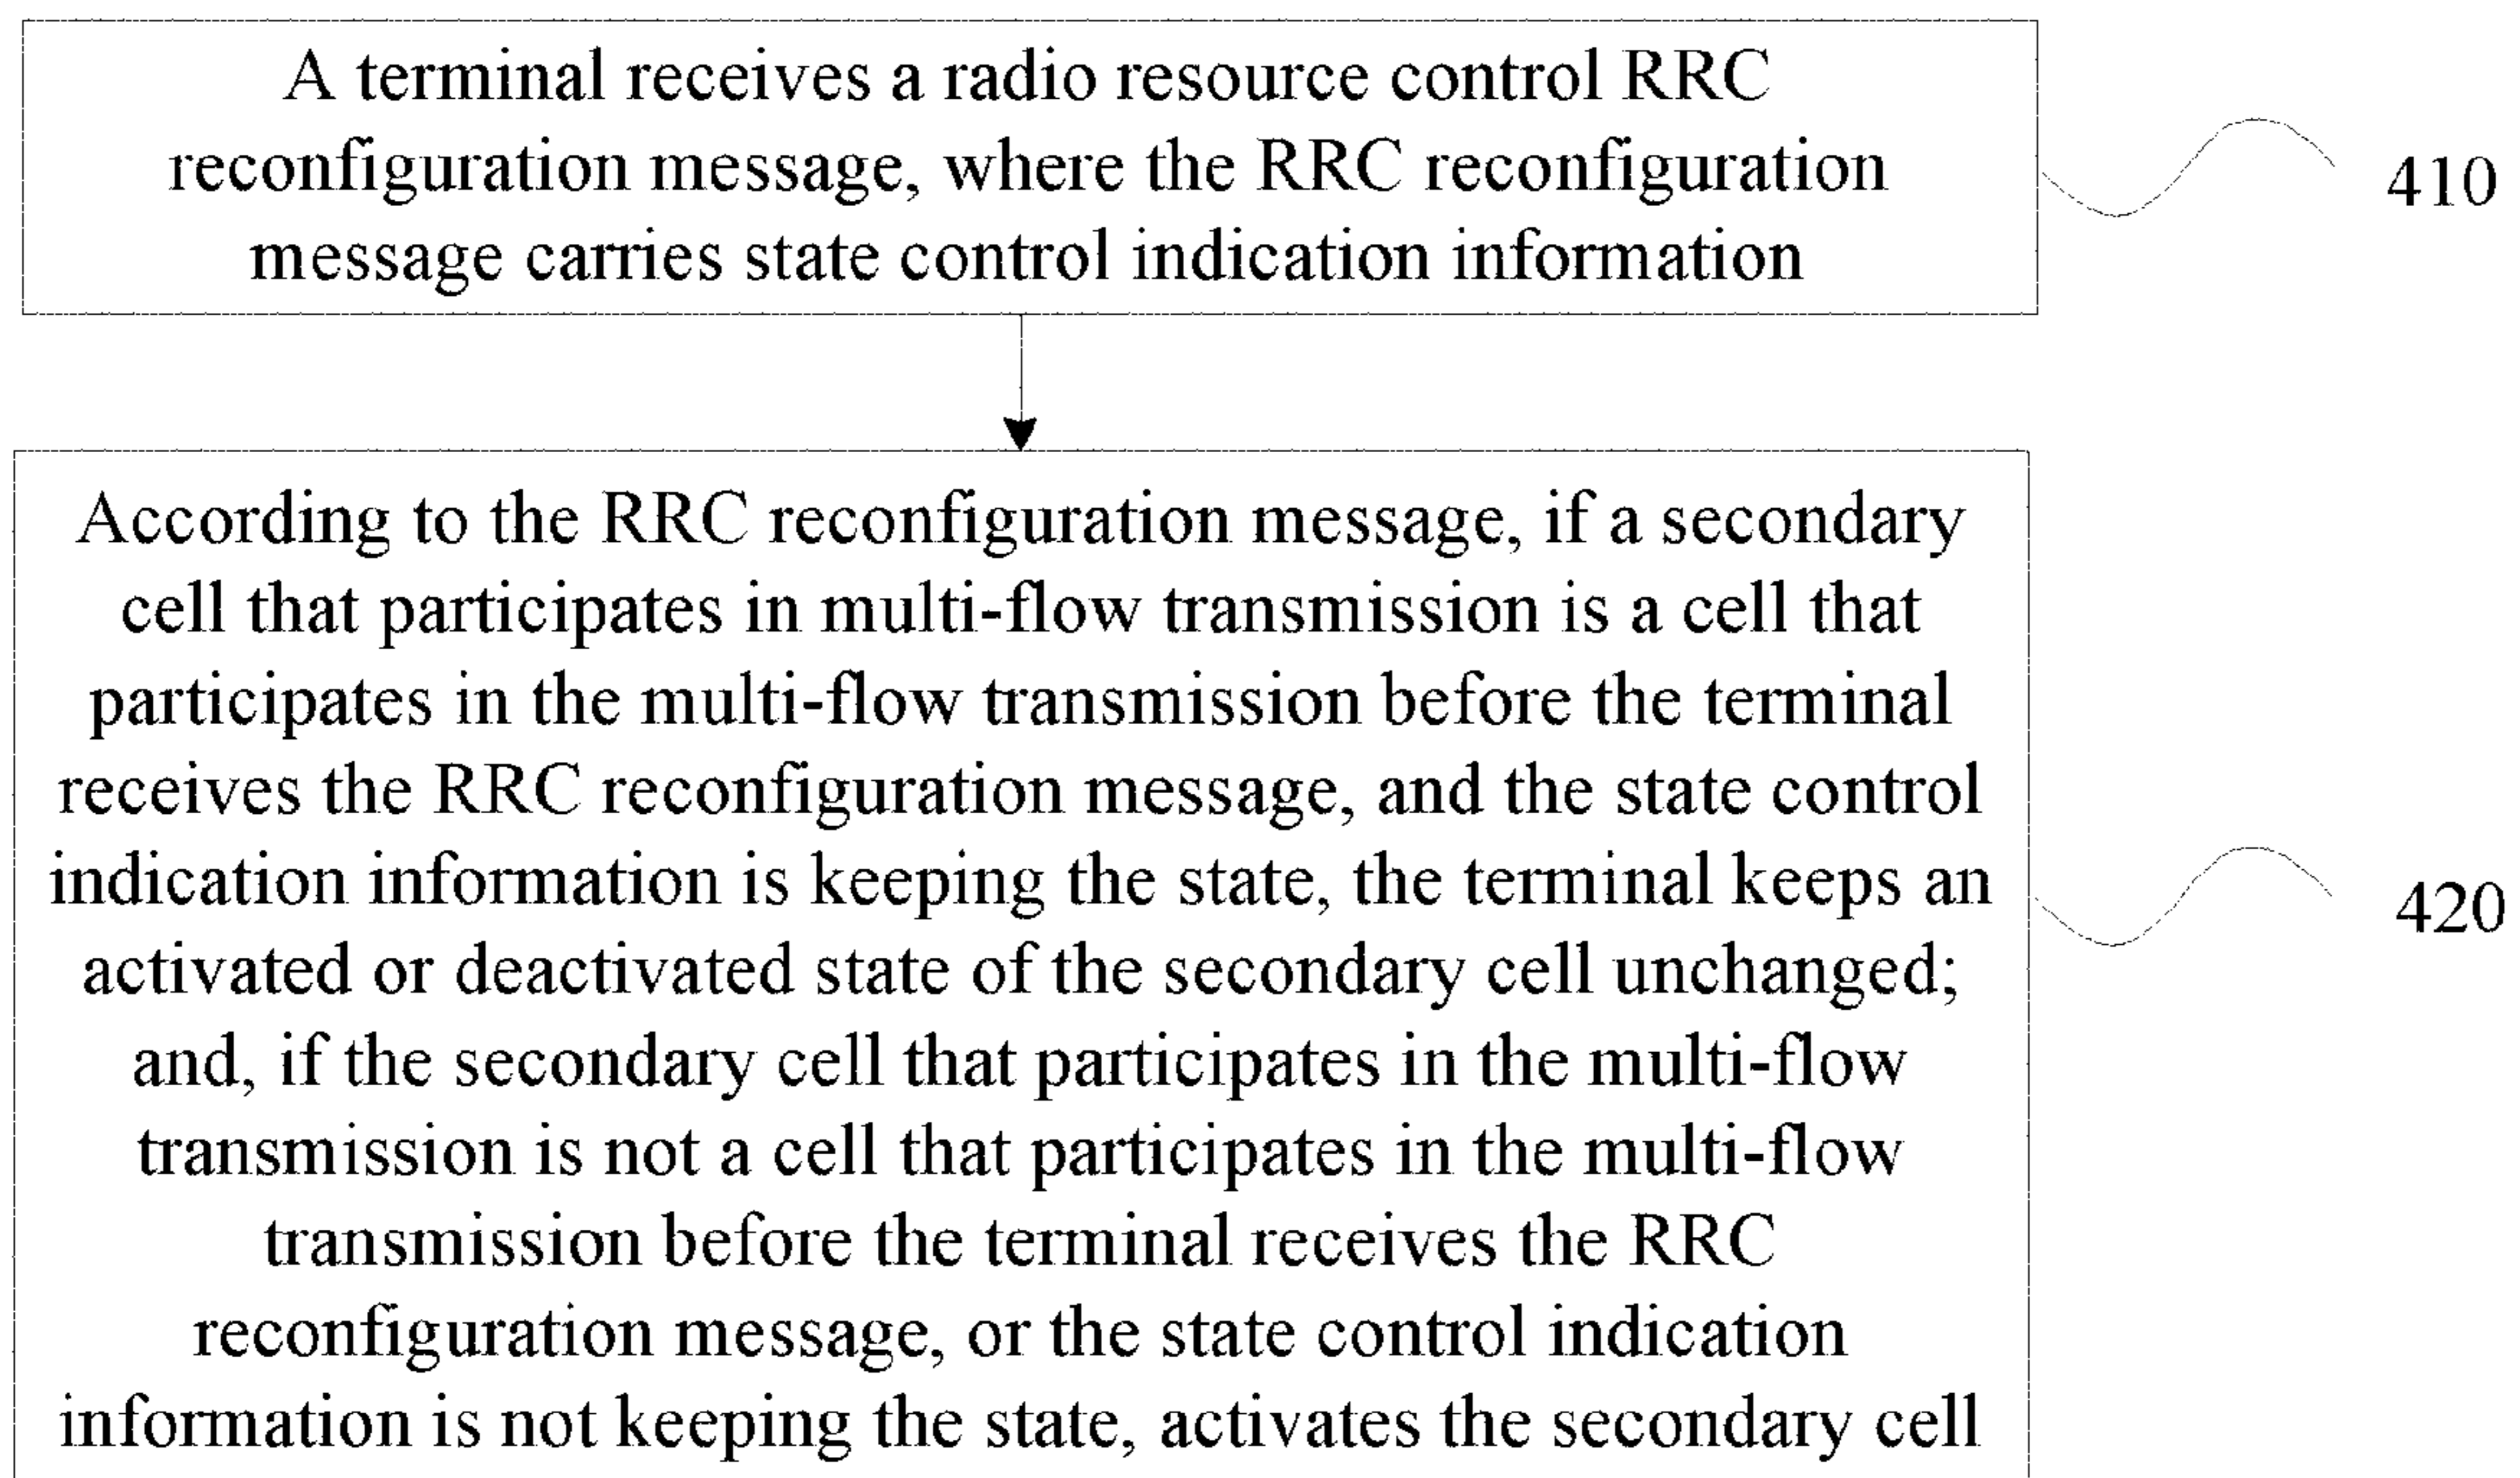 A terminal receives a radio resource control RRC
reconfiguration message, where the RRC reconfiguration
message carries state control indication information
410
According to the RRC reconfiguration message, if a secondary
cell that participates in multi-flow transmission is a cell that
participates in the multi-flow transmission before the terminal
receives the RRC reconfiguration message, and the state control
indication information is keeping the state, the terminal keeps an
activated or deactivated state of the secondary cell unchanged;
and, if the secondary cell that participates in the multi-flow
transmission is not a cell that participates in the multi-flow
transmission before the terminal receives the RRC
reconfiguration message, or the state control indication
information is not keeping the state, activates the secondary cell
420